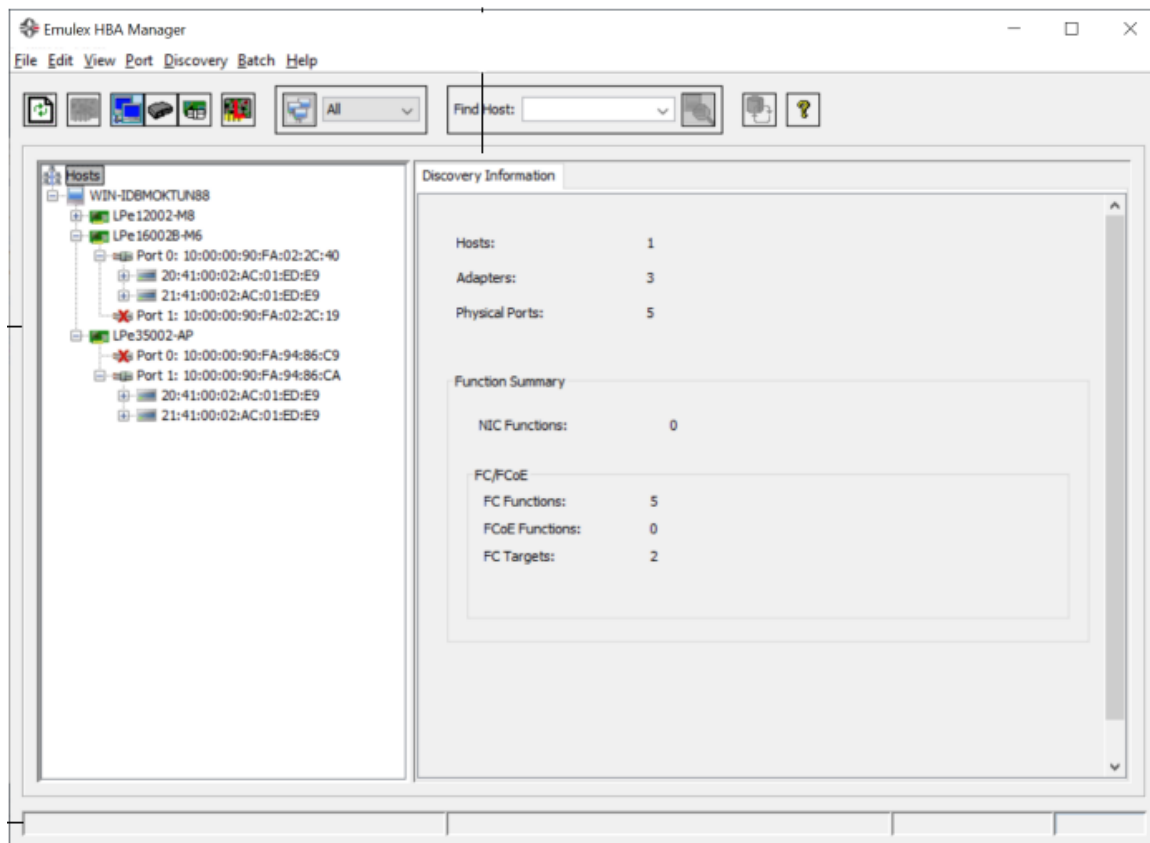 Emulex HBA Manager
File Edit View Port Discovery Batch Help
All
Find Host:
Hosts
WIN-IDBMOKTUN88
LPe12002-M8
LPe16002B-M6
Port 0: 10:00:00:90:FA:02:2C:40
20:41:00:02:AC:01:ED:E9
21:41:00:02:AC:01:ED:E9
Port 1: 10:00:00:90:FA:02:2C:19
LPe35002-AP
Port 0: 10:00:00:90:FA:94:86:C9
Port 1: 10:00:00:90:FA:94:86:CA
20:41:00:02:AC:01:ED:E9
21:41:00:02:AC:01:ED:E9
Discovery Information
Hosts: 1
Adapters: 3
Physical Ports: 5
Function Summary
NIC Functions: 0
FC/FCoE
FC Functions: 5
FCoE Functions: 0
FC Targets: 2